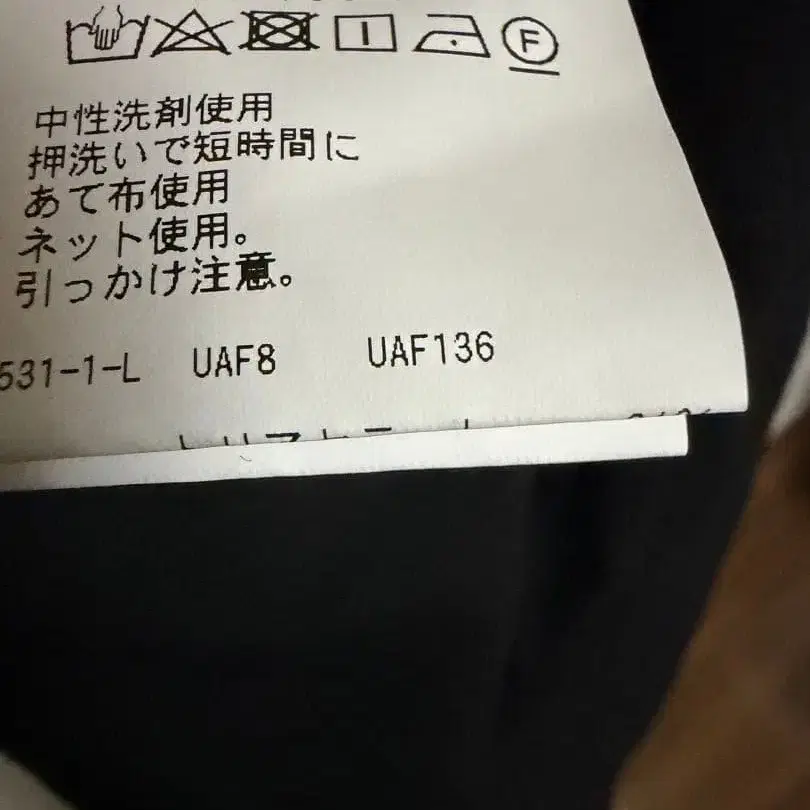 F
中性洗剤使用
押洗いで短時間に
あて布使用
ネット使用。
引っかけ注意。
531-1-L UAF8 UAF136